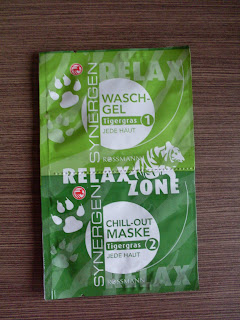 RELAX
SYNERGEN
WASCH-
GEL
Tigergras 1
JEDE HAUT
ROSSMANN
RELAX
ZONE
SYNERGEN
CHILL-OUT
MASKE
Tigergras 2
JEDE HAUT
ROSSMANN
RELAX